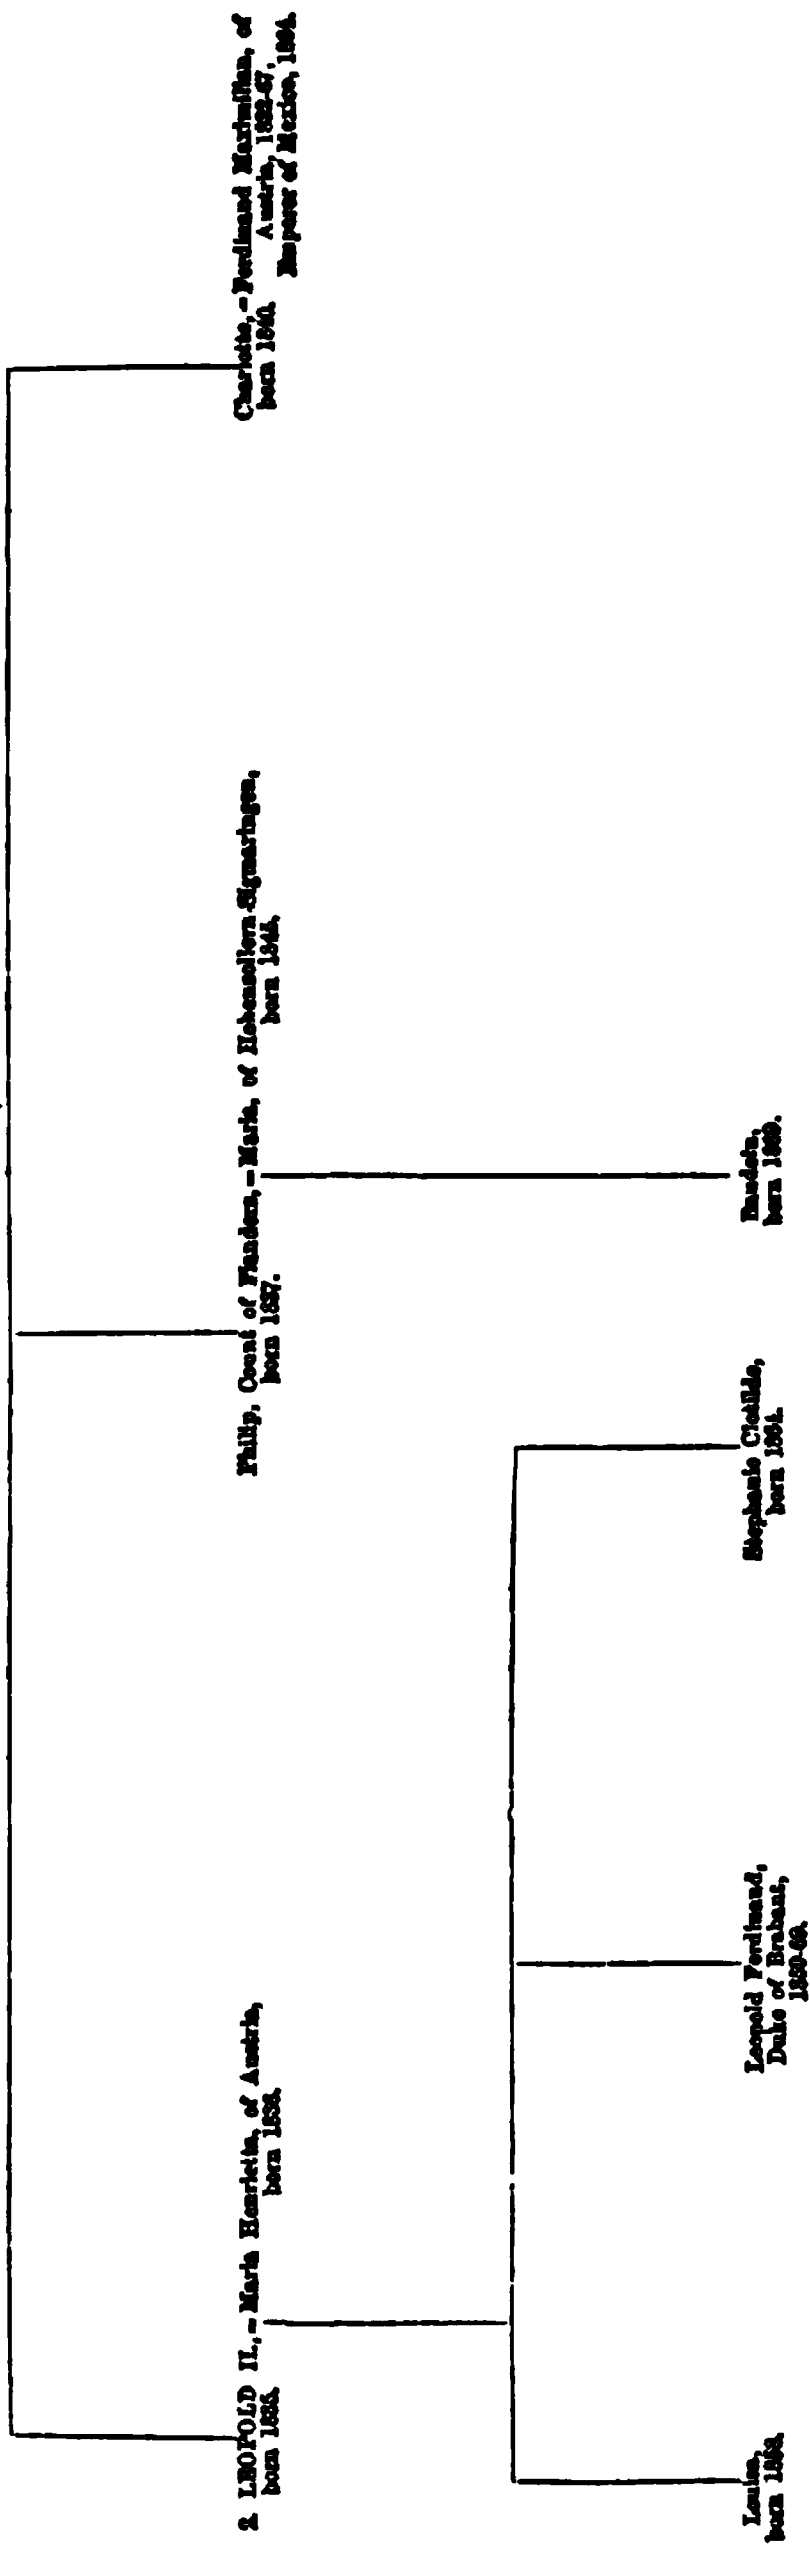 2. LEOPOLD II., = Maria Henrietta, of Austria,
born 1835. born 1836.
Philip, Count of Flanders, = Maria, of Hohenzollern-Sigmaringen,
born 1837. born 1845.
Charlotte, = Ferdinand Maximilian, of
born 1840. Austria, 1832-67,
Emperor of Mexico, 1864.
Louisa,
born 1858.
Leopold Ferdinand,
Duke of Brabant,
1859-69.
Stephanie Clotilde,
born 1864.
born 1869.